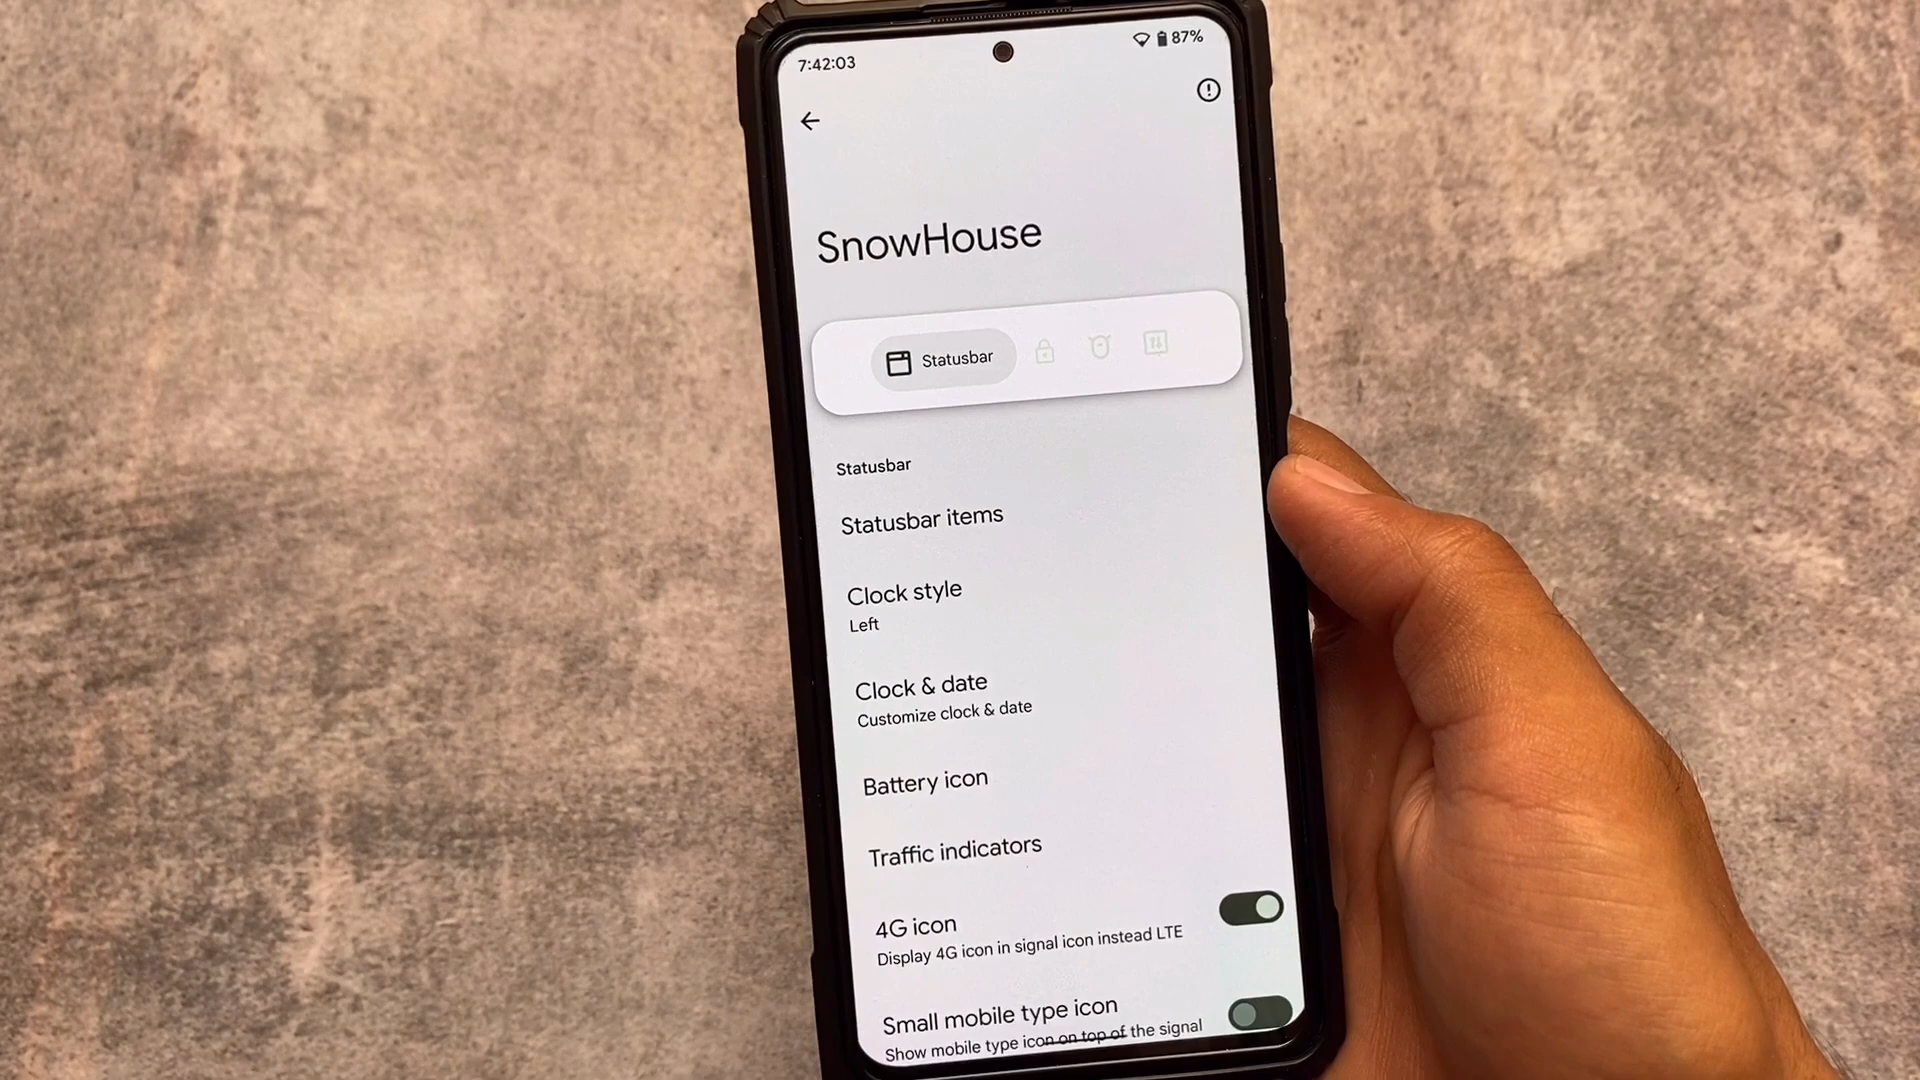 7:42:03
87%
SnowHouse
Statusbar
Statusbar
Statusbar items
Clock style
Left
Clock & date
Customize clock & date
Battery icon
Traffic indicators
4G icon
Display 4G icon in signal icon instead LTE
Small mobile type icon
Show mobile type icon on top of the signal